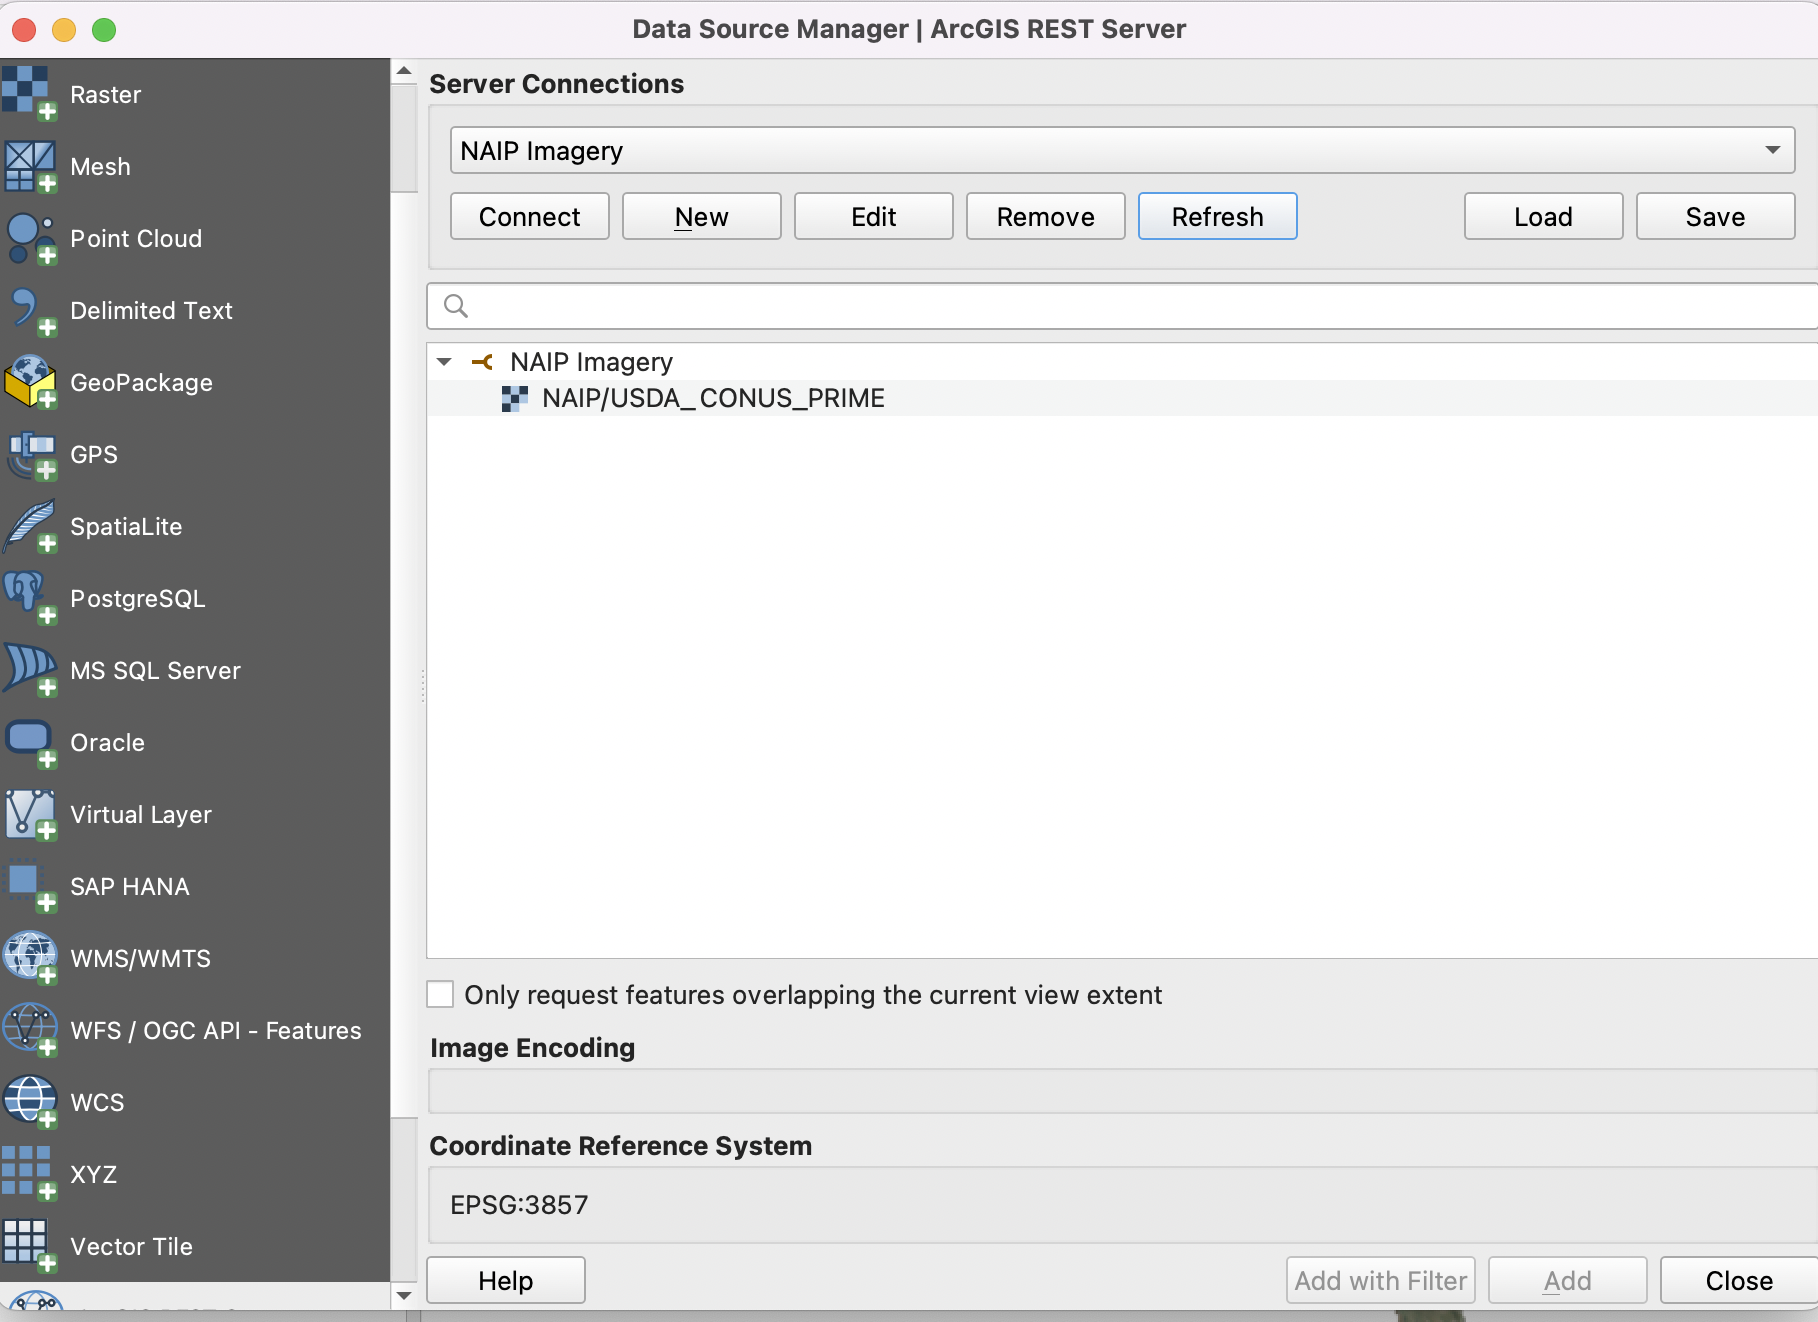 Data Source Manager | ArcGIS REST Server
Raster
Mesh
Point Cloud
Delimited Text
GeoPackage
GPS
SpatiaLite
PostgreSQL
MS SQL Server
Oracle
Virtual Layer
SAP HANA
WMS/WMTS
WFS / OGC API - Features
WCS
XYZ
Vector Tile
Server Connections
NAIP Imagery
Connect
New
Edit
Remove
Refresh
Load
Save
NAIP Imagery
NAIP/USDA_CONUS_PRIME
Only request features overlapping the current view extent
Image Encoding
Coordinate Reference System
EPSG:3857
Help
Add with Filter
Add
Close